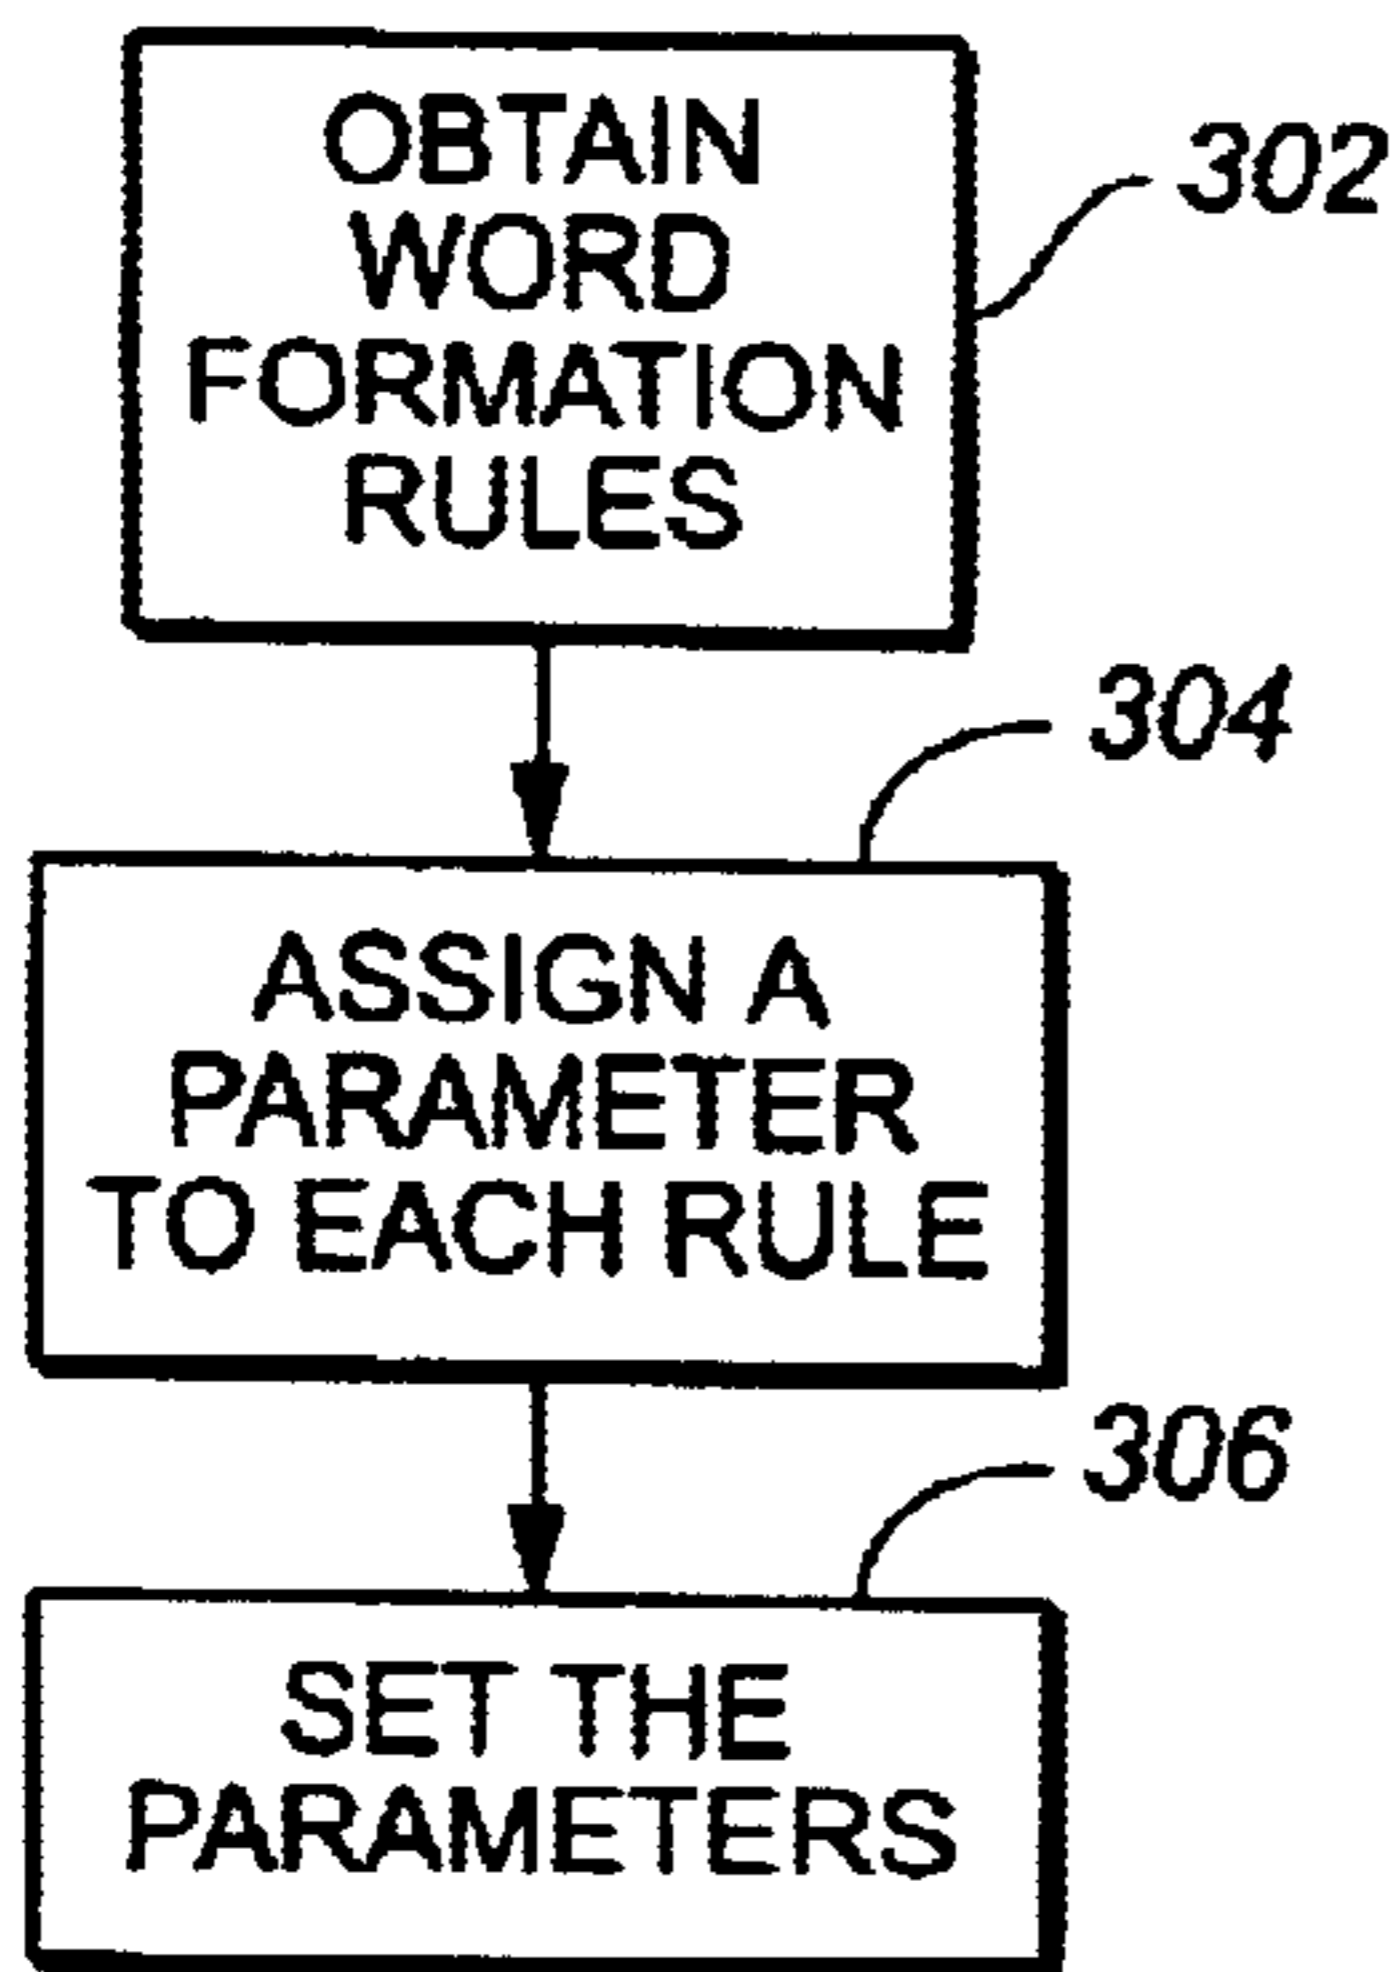 OBTAIN
WORD
FORMATION
RULES
302
304
ASSIGN A
PARAMETER
TO EACH RULE
306
SET THE
PARAMETERS